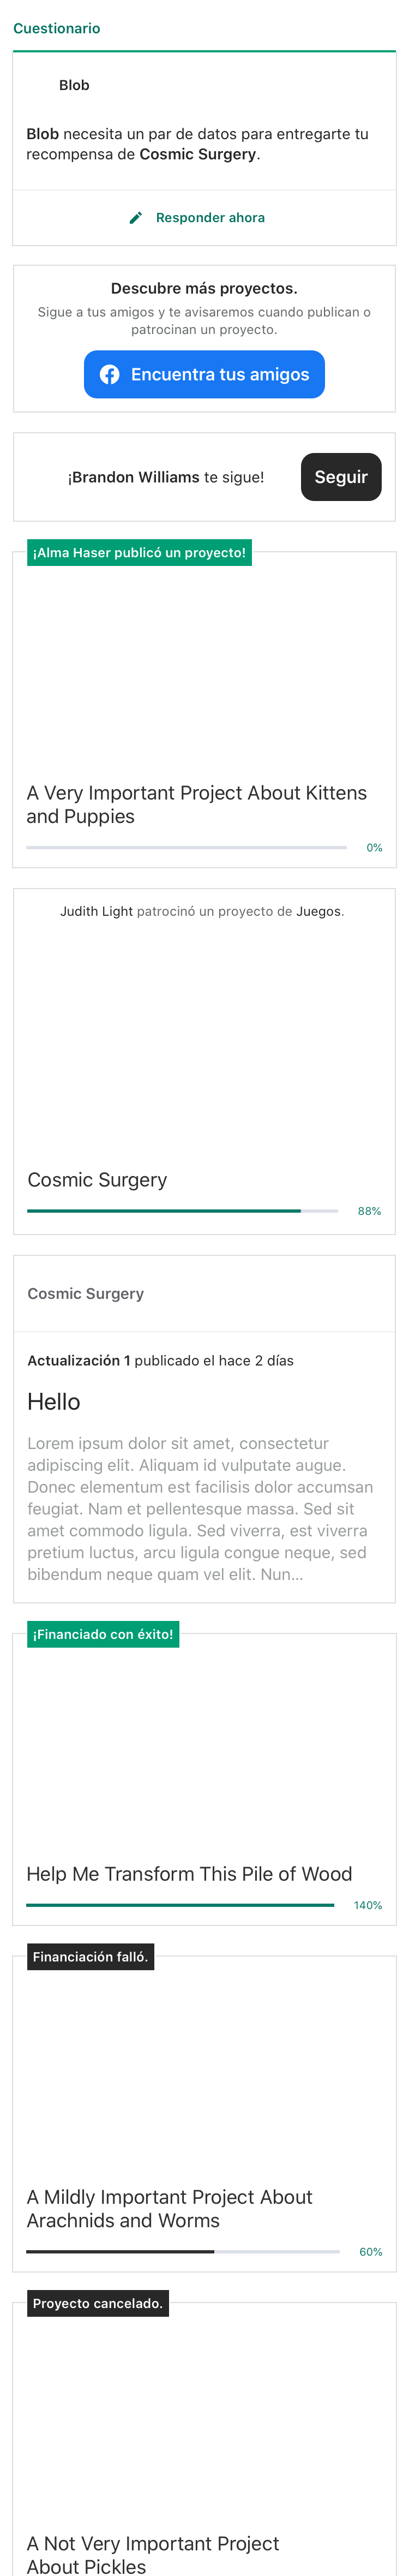 Cuestionario
Blob
Blob necesita un par de datos para entregarte tu
recompensa de Cosmic Surgery.
Responder ahora
Descubre más proyectos.
Sigue a tus amigos y te avisaremos cuando publican o
patrocinan un proyecto.
Encuentra tus amigos
¡Brandon Williams te sigue!
Seguir
¡Alma Haser publicó un proyecto!
A Very Important Project About Kittens
and Puppies
0%
Judith Light patrocinó un proyecto de Juegos.
Cosmic Surgery
88%
Cosmic Surgery
Actualización 1 publicado el hace 2 días
Hello
Lorem ipsum dolor sit amet, consectetur
adipiscing elit. Aliquam id vulputate augue.
Donec elementum est facilisis dolor accumsan
feugiat. Nam et pellentesque massa. Sed sit
amet commodo ligula. Sed viverra, est viverra
pretium luctus, arcu ligula congue neque, sed
bibendum neque quam vel elit. Nun...
¡Financiado con éxito!
Help Me Transform This Pile of Wood
140%
Financiación falló.
A Mildly Important Project About
Arachnids and Worms
60%
Proyecto cancelado.
A Not Very Important Project
About Pickles